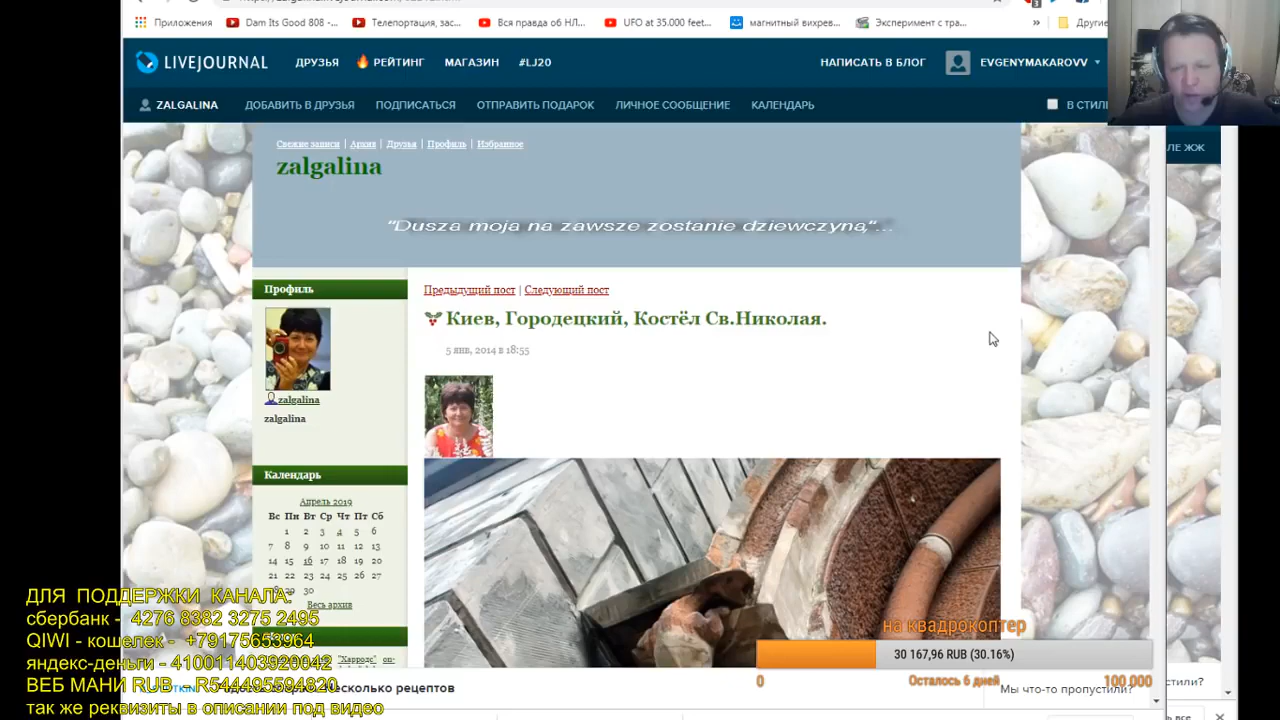 Приложения
Dam Its Good 808 -...
Телепортация, зас...
Вся правда об НЛ...
UFO at 35.000 feet...
магнитный вихрев...
Эксперимент с тра...
»
Другие
LIVEJOURNAL
ДРУЗЬЯ
РЕЙТИНГ
МАГАЗИН
#LJ20
НАПИСАТЬ В БЛОГ
EVGENYMAKAROVV
ZALGALINA
ДОБАВИТЬ В ДРУЗЬЯ
ПОДПИСАТЬСЯ
ОТПРАВИТЬ ПОДАРОК
ЛИЧНОЕ СООБЩЕНИЕ
КАЛЕНДАРЬ
В СТИЛ
ЛЕ ЖЖ
Свежие записи | Архив | Друзья | Профиль | Избранное
zalgalina
"Dusza moja na zawsze zostanie dziewczyną,"...
Профиль
zalgalina
zalgalina
Календарь
Апрель 2019
Вс Пн Вт Ср Чт Пт Сб
1 2 3 4 5 6
7 8 9 10 11 12 13
14 15 16 17 18 19 20
21 22 23 24 25 26 27
30
Весь архив
Предыдущий пост | Следующий пост
Киев, Городецкий, Костёл Св.Николая.
5 янв, 2014 в 18:55
"Харродс" оп-
ДЛЯ ПОДДЕРЖКИ КАНАЛА:
сбербанк - 4276 8382 3275 2495
QIWI - кошелек - +79175653964
яндекс-деньги - 410011403920042
ВЕБ МАНИ RUB - R544495594820
так же реквизиты в описании под видео
несколько рецептов
на квадрокоптер
30 167,96 RUB (30.16%)
0
Осталось 6 дней
100 000
Мы что-то пропустили?
стили?